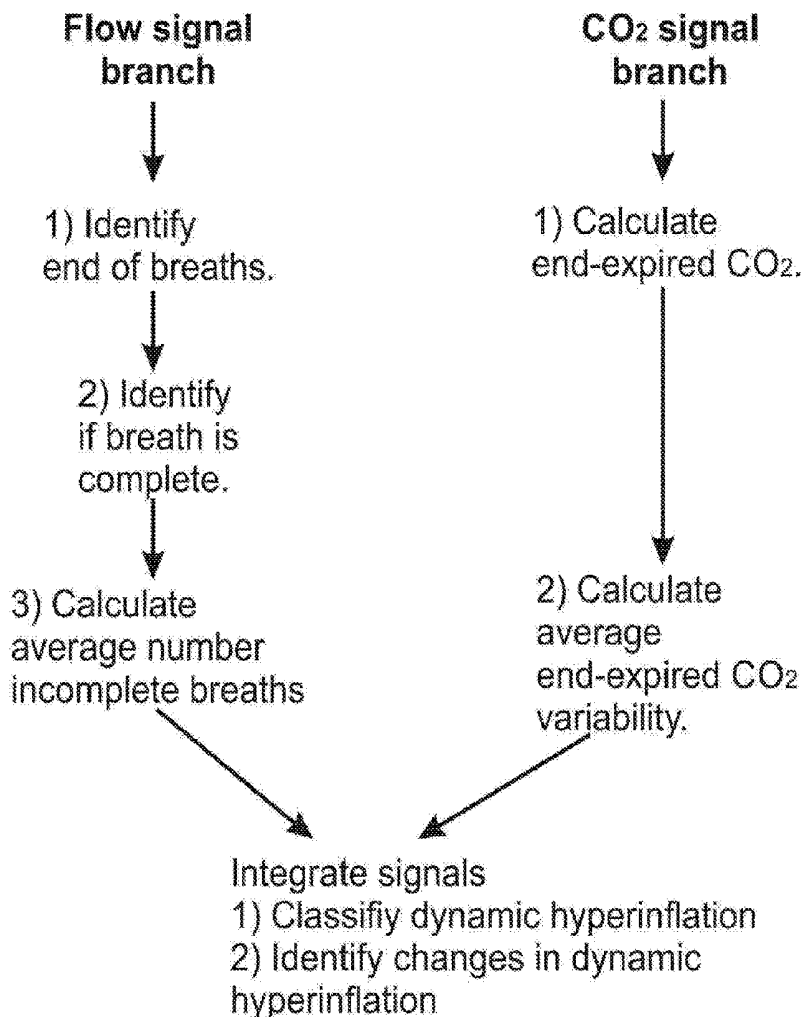 Flow signal
branch
1) Identify
end of breaths.
2) Identify
if breath is
complete.
3) Calculate
average number
incomplete breaths
CO₂ signal
branch
1) Calculate
end-expired CO₂.
2) Calculate
average
end-expired CO₂
variability.
Integrate signals
1) Classifiy dynamic hyperinflation
2) Identify changes in dynamic
hyperinflation